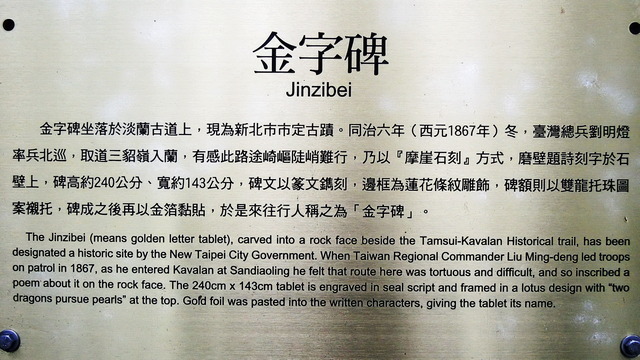 金字碑
Jinzibei
金字碑坐落於淡蘭古道上，現為新北市市定古蹟。同治六年（西元1867年）冬，臺灣總兵劉明燈
率兵北巡，取道三貂嶺入蘭，有感此路途崎嶇陡峭難行，乃以『摩崖石刻』方式，磨壁題詩刻字於石
壁上，碑高約240公分、寬約143公分，碑文以篆文鐫刻，邊框為蓮花條紋雕飾，碑額則以雙龍托珠圖
案襯托，碑成之後再以金箔黏貼，於是來往行人稱之為「金字碑」。
The Jinzibei (means golden letter tablet), carved into a rock face beside the Tamsui-Kavalan Historical trail, has been
designated a historic site by the New Taipei City Government. When Taiwan Regional Commander Liu Ming-deng led troops
on patrol in 1867, as he entered Kavalan at Sandiaoling he felt that route here was tortuous and difficult, and so inscribed a
poem about it on the rock face. The 240cm x 143cm tablet is engraved in seal script and framed in a lotus design with “two
dragons pursue pearls” at the top. Gold foil was pasted into the written characters, giving the tablet its name.